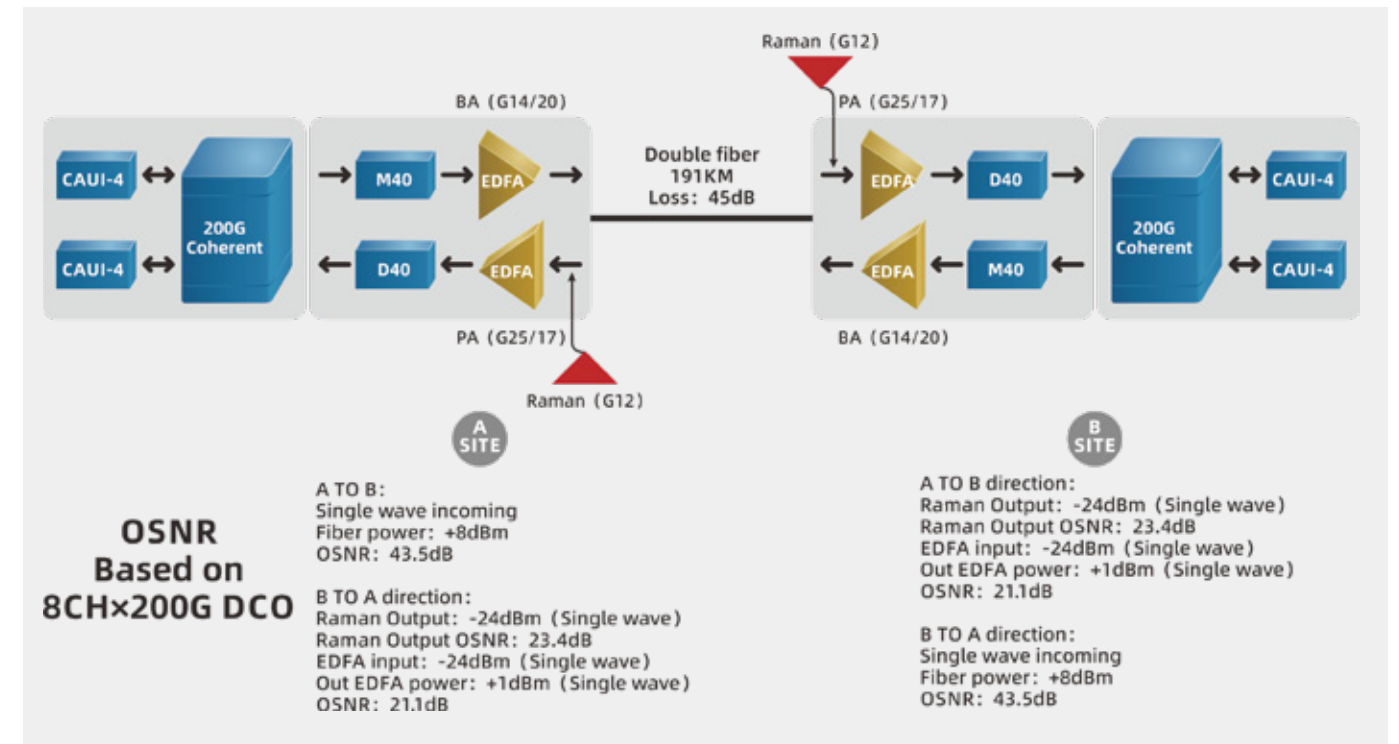 Raman (G12)
BA (G14/20)
PA (G25/17)
CAUI-4
CAUI-4
200G
Coherent
M40
EDFA
D40
EDFA
Double fiber
191KM
Loss: 45dB
EDFA
D40
EDFA
M40
200G
Coherent
CAUI-4
CAUI-4
PA (G25/17)
BA (G14/20)
Raman (G12)
A
SITE
B
SITE
OSNR
Based on
8CH×200G DCO
A TO B:
Single wave incoming
Fiber power: +8dBm
OSNR: 43.5dB
B TO A direction:
Raman Output: -24dBm (Single wave)
Raman Output OSNR: 23.4dB
EDFA input: -24dBm (Single wave)
Out EDFA power: +1dBm (Single wave)
OSNR: 21.1dB
A TO B direction:
Raman Output: -24dBm (Single wave)
Raman Output OSNR: 23.4dB
EDFA input: -24dBm (Single wave)
Out EDFA power: +1dBm (Single wave)
OSNR: 21.1dB
B TO A direction:
Single wave incoming
Fiber power: +8dBm
OSNR: 43.5dB